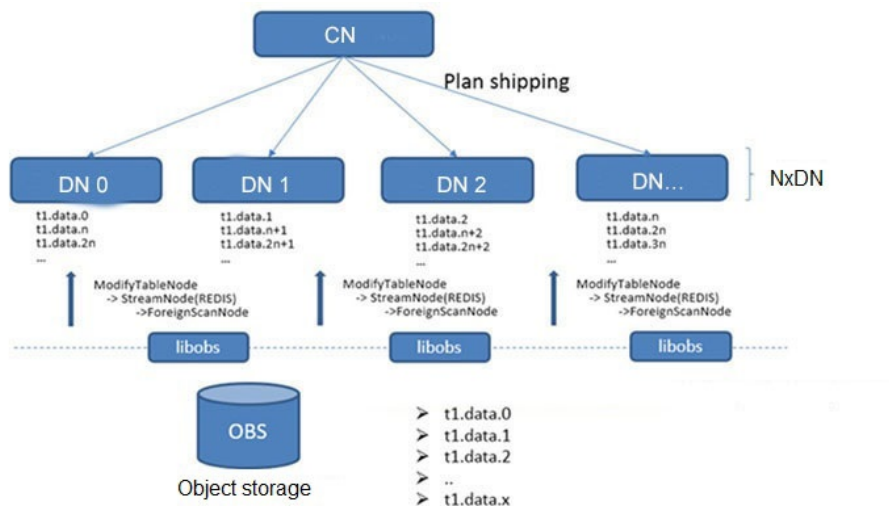 CN
Plan shipping
DN 0
DN 1
DN 2
DN...
NxDN
t1.data.0
t1.data.n
t1.data.2n
...
t1.data.1
t1.data.n+1
t1.data.2n+1
...
t1.data.2
t1.data.n+2
t1.data.2n+2
...
t1.data.n
t1.data.2n
t1.data.3n
...
ModifyTableNode
-> StreamNode(REDIS)
->ForeignScanNode
ModifyTableNode
-> StreamNode(REDIS)
->ForeignScanNode
ModifyTableNode
-> StreamNode(REDIS)
->ForeignScanNode
libobs
libobs
libobs
OBS
Object storage
➢ t1.data.0
➢ t1.data.1
➢ t1.data.2
➢ ..
➢ t1.data.x